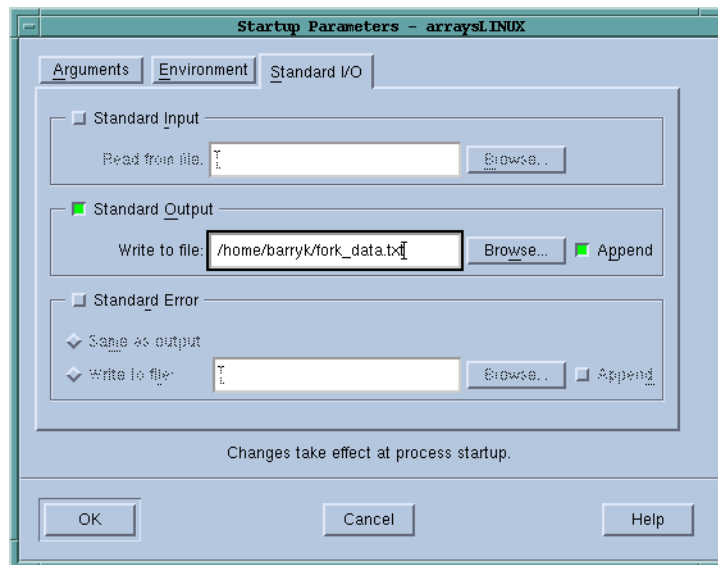 Startup Parameters - arraysLINUX
Arguments Environment Standard I/O
Standard Input
Read from file: Browse...
Standard Output
Write to file: /home/barryk/fork_data.txt Browse... Append
Standard Error
Same as output
Write to file: Browse... Append
Changes take effect at process startup.
OK Cancel Help